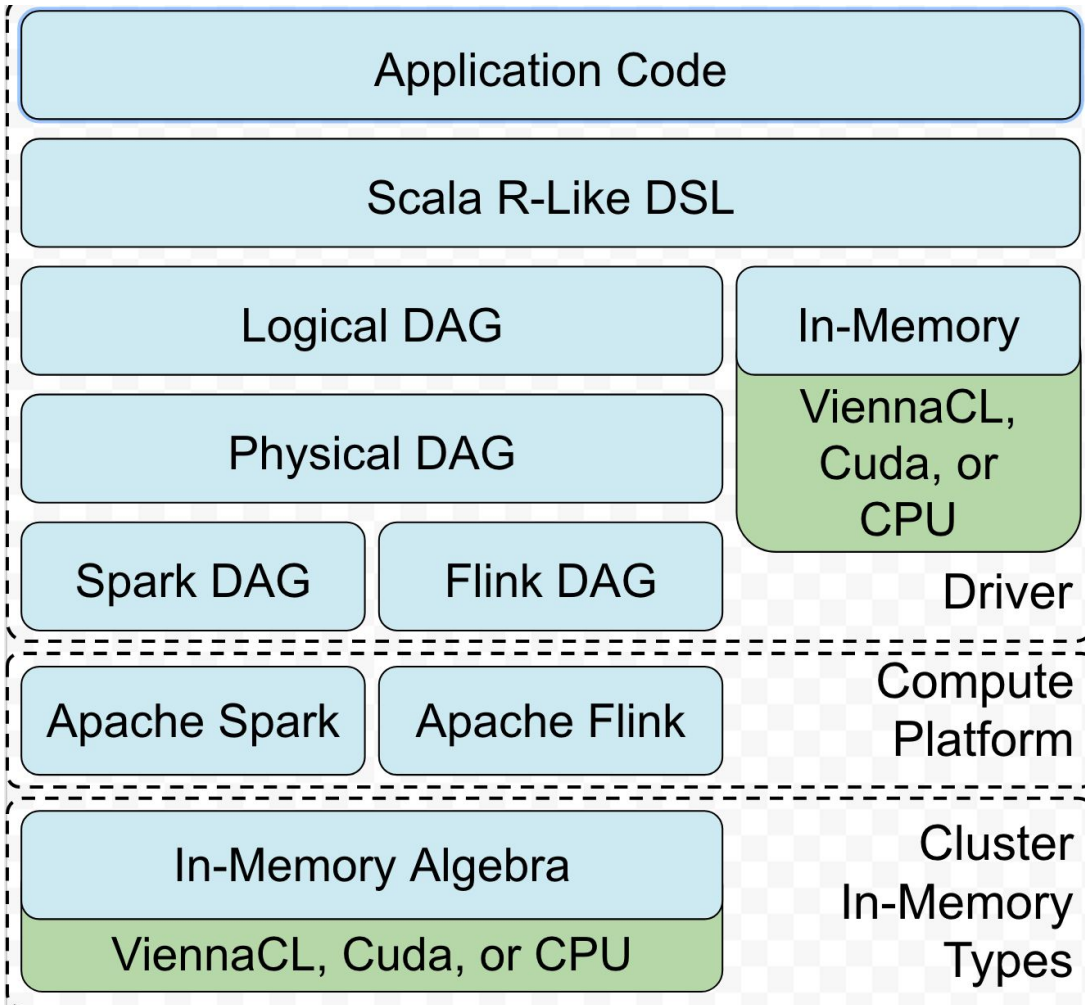 Application Code
Scala R-Like DSL
Logical DAG
In-Memory
ViennaCL,
Cuda, or
CPU
Physical DAG
Spark DAG
Flink DAG
Driver
Apache Spark
Apache Flink
Compute
Platform
In-Memory Algebra
ViennaCL, Cuda, or CPU
Cluster
In-Memory
Types